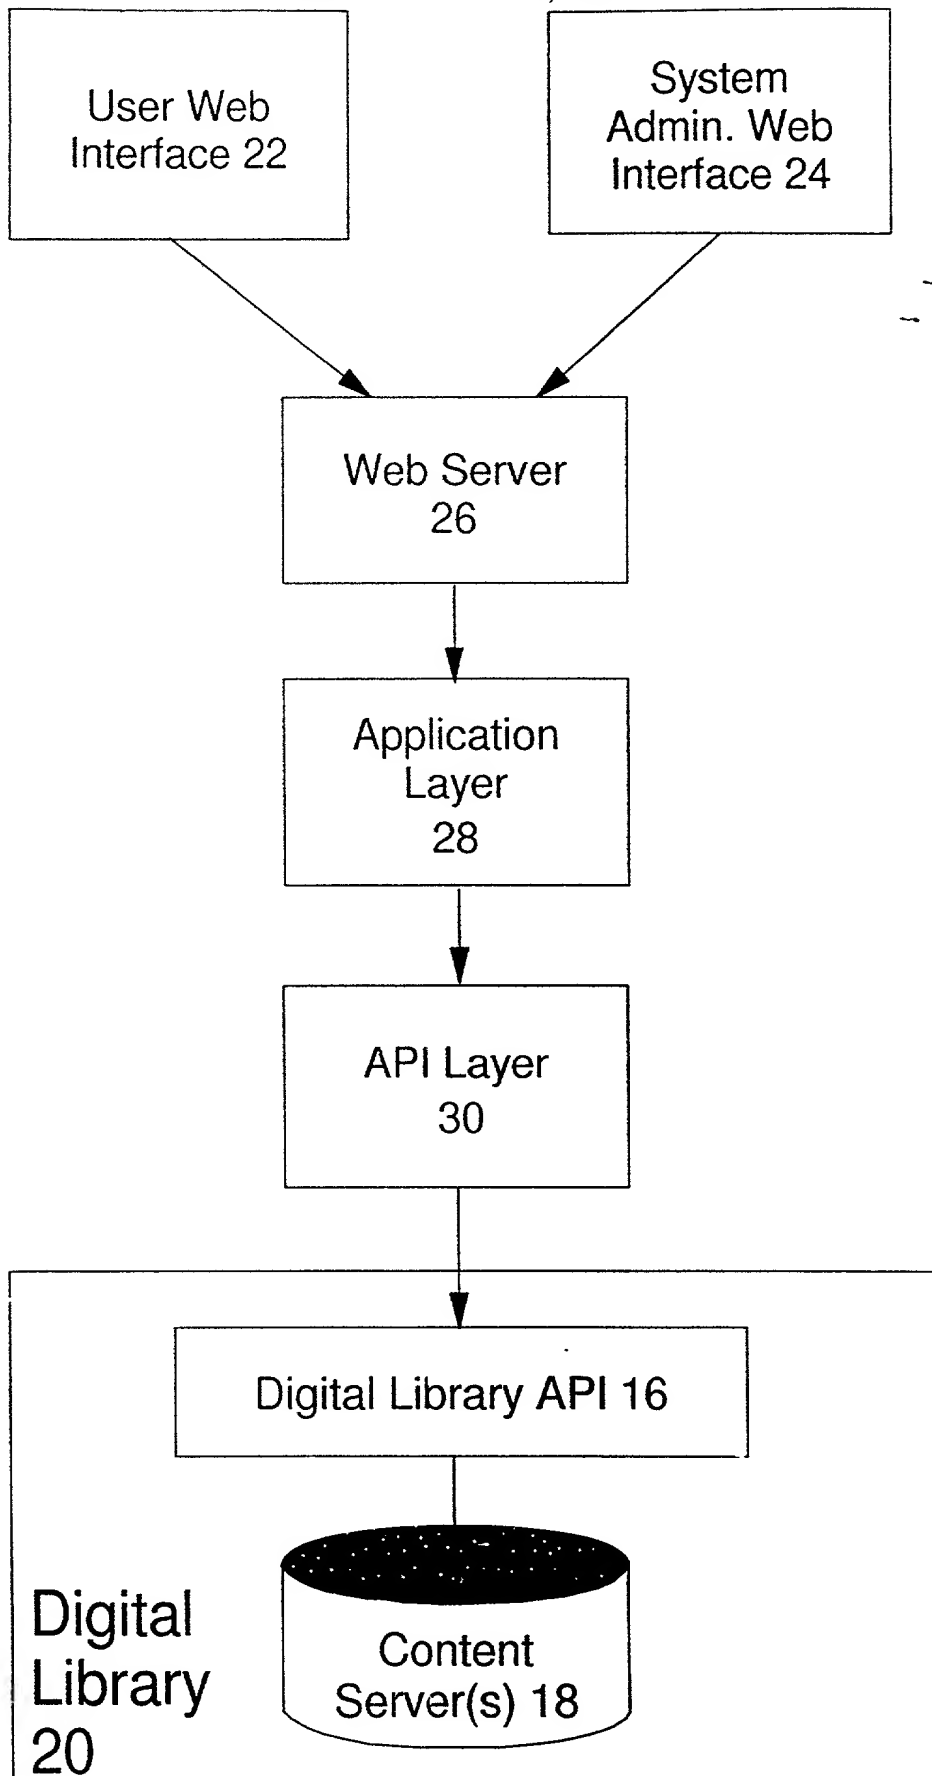 User Web
Interface 22
System
Admin. Web
Interface 24
Web Server
26
Application
Layer
28
API Layer
30
Digital Library API 16
Content
Server(s) 18
Digital
Library
20